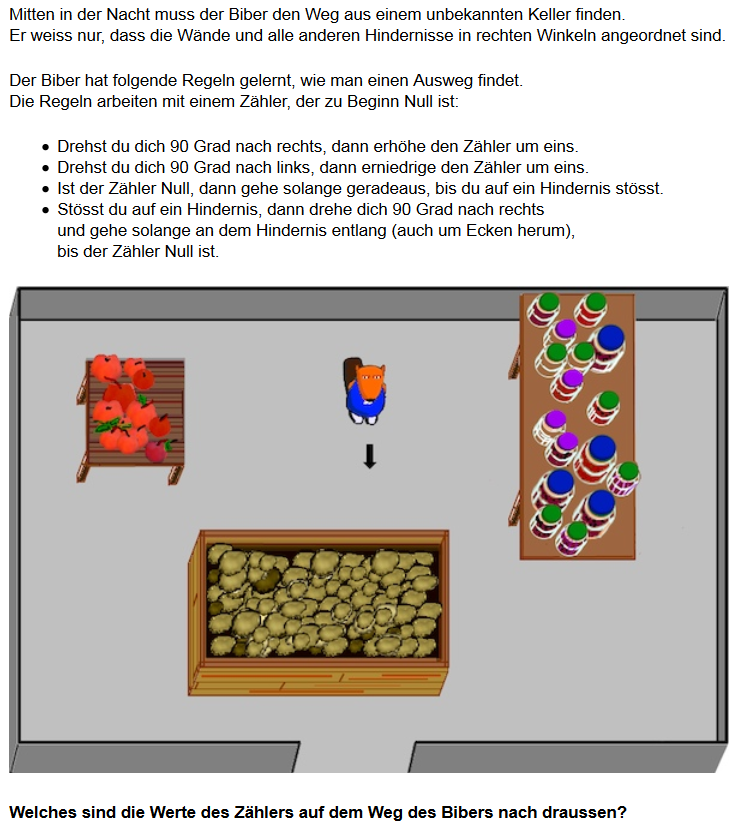 Mitten in der Nacht muss der Biber den Weg aus einem unbekannten Keller finden.
Er weiss nur, dass die Wände und alle anderen Hindernisse in rechten Winkeln angeordnet sind.
Der Biber hat folgende Regeln gelernt, wie man einen Ausweg findet.
Die Regeln arbeiten mit einem Zähler, der zu Beginn Null ist:
• Drehst du dich 90 Grad nach rechts, dann erhöhe den Zähler um eins.
• Drehst du dich 90 Grad nach links, dann erniedrige den Zähler um eins.
• Ist der Zähler Null, dann gehe solange geradeaus, bis du auf ein Hindernis stösst.
• Stösst du auf ein Hindernis, dann drehe dich 90 Grad nach rechts
und gehe solange an dem Hindernis entlang (auch um Ecken herum),
bis der Zähler Null ist.
Welches sind die Werte des Zählers auf dem Weg des Bibers nach draussen?